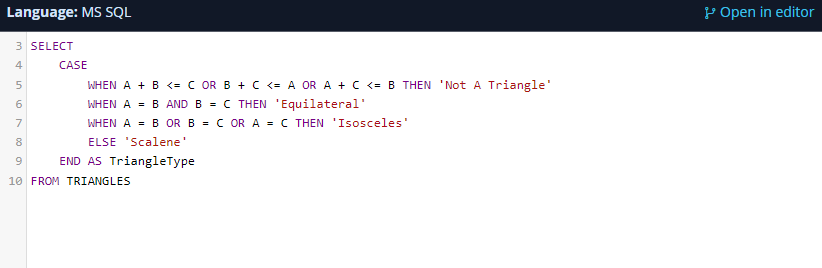 Language: MS SQL
Open in editor
3 SELECT
4 CASE
5 WHEN A + B <= C OR B + C <= A OR A + C <= B THEN 'Not A Triangle'
6 WHEN A = B AND B = C THEN 'Equilateral'
7 WHEN A = B OR B = C OR A = C THEN 'Isosceles'
8 ELSE 'Scalene'
9 END AS TriangleType
10 FROM TRIANGLES